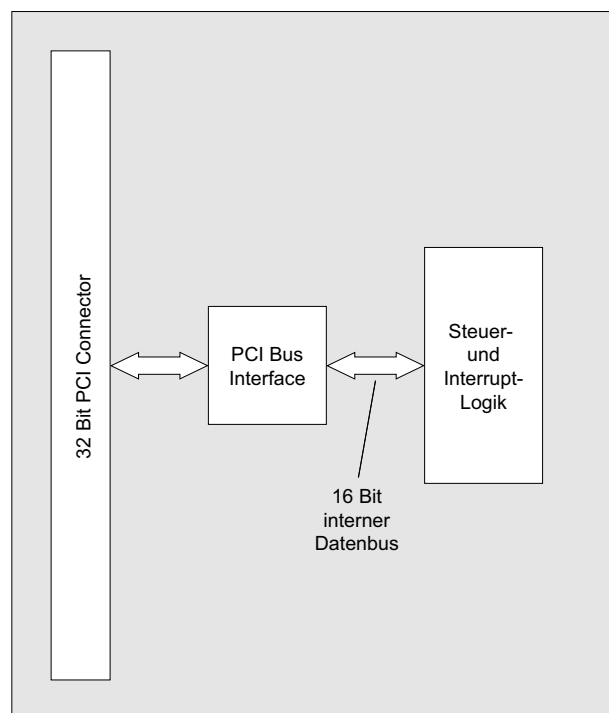 32 Bit PCI Connector
PCI Bus
Interface
Steuer-
und
Interrupt-
Logik
16 Bit
interner
Datenbus